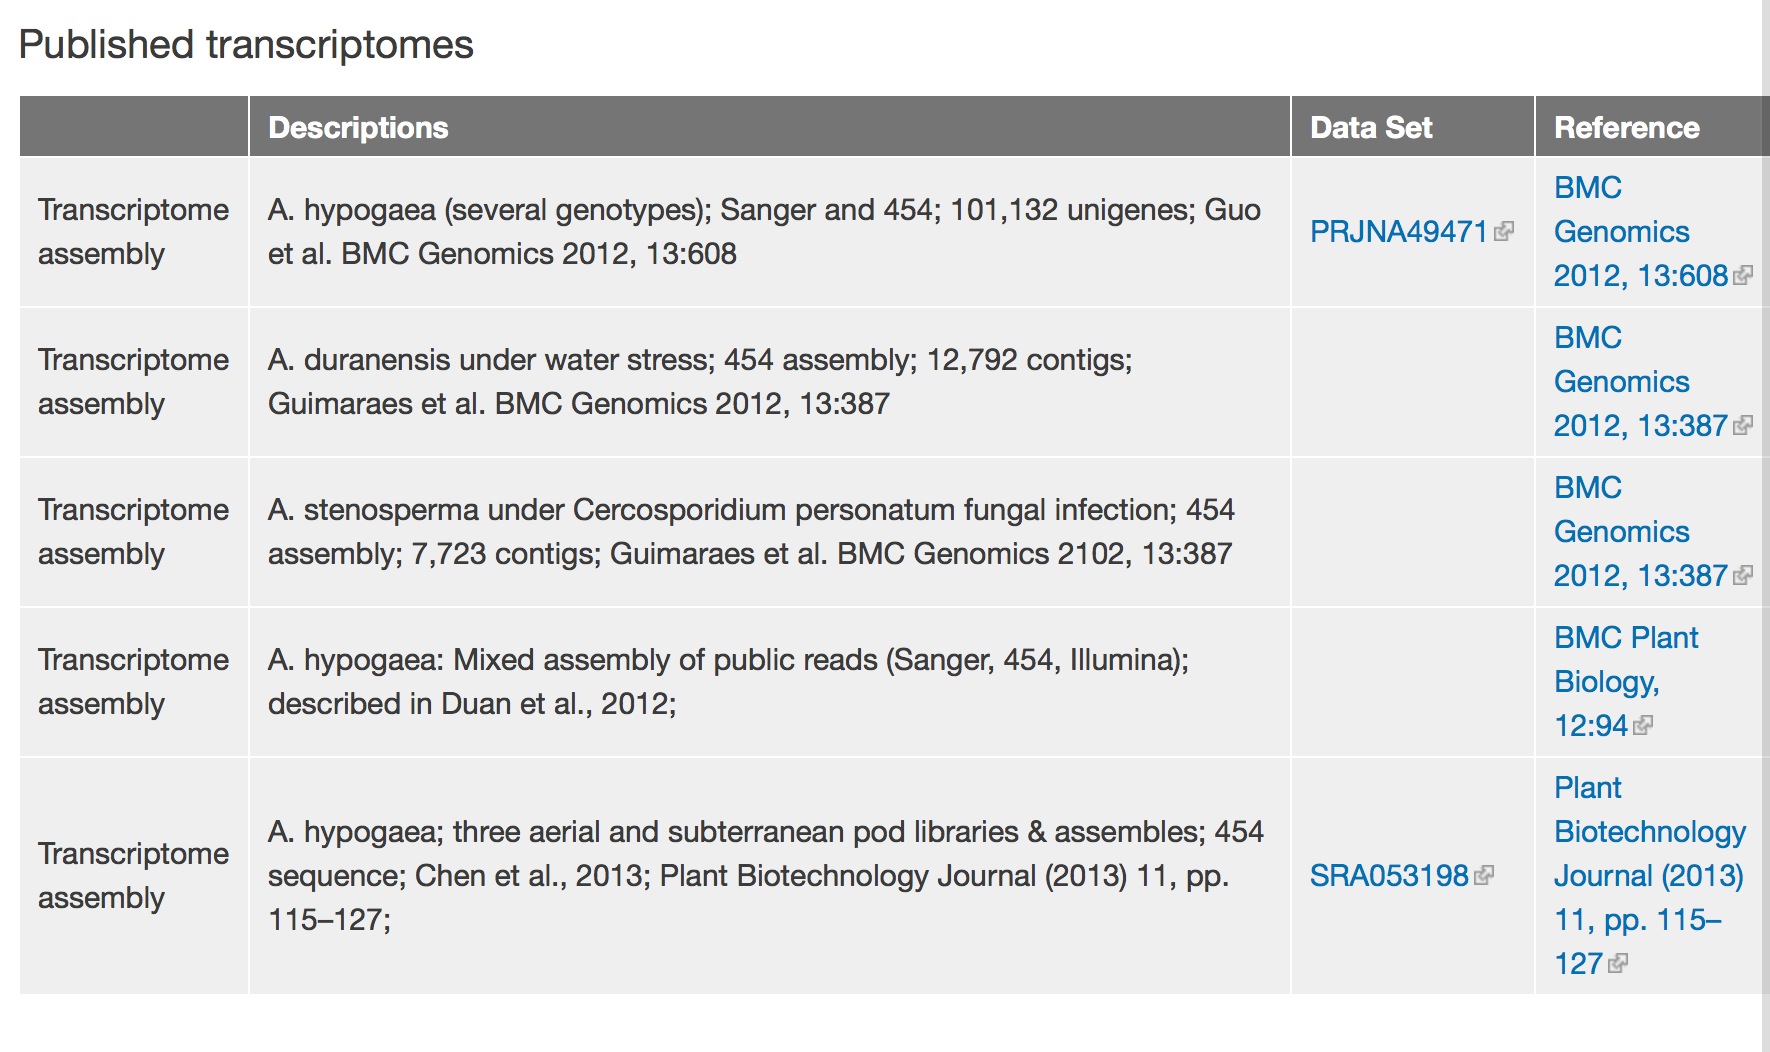 Published transcriptomes
Descriptions
Data Set
Reference
Transcriptome
assembly
A. hypogaea (several genotypes); Sanger and 454; 101,132 unigenes; Guo
et al. BMC Genomics 2012, 13:608
PRJNA49471
BMC
Genomics
2012, 13:608
Transcriptome
assembly
A. duranensis under water stress; 454 assembly; 12,792 contigs;
Guimaraes et al. BMC Genomics 2012, 13:387
BMC
Genomics
2012, 13:387
Transcriptome
assembly
A. stenosperma under Cercosporidium personatum fungal infection; 454
assembly; 7,723 contigs; Guimaraes et al. BMC Genomics 2102, 13:387
BMC
Genomics
2012, 13:387
Transcriptome
assembly
A. hypogaea: Mixed assembly of public reads (Sanger, 454, Illumina);
described in Duan et al., 2012;
BMC Plant
Biology,
12:94
Transcriptome
assembly
A. hypogaea; three aerial and subterranean pod libraries & assembles; 454
sequence; Chen et al., 2013; Plant Biotechnology Journal (2013) 11, pp.
115–127;
SRA053198
Plant
Biotechnology
Journal (2013)
11, pp. 115–
127